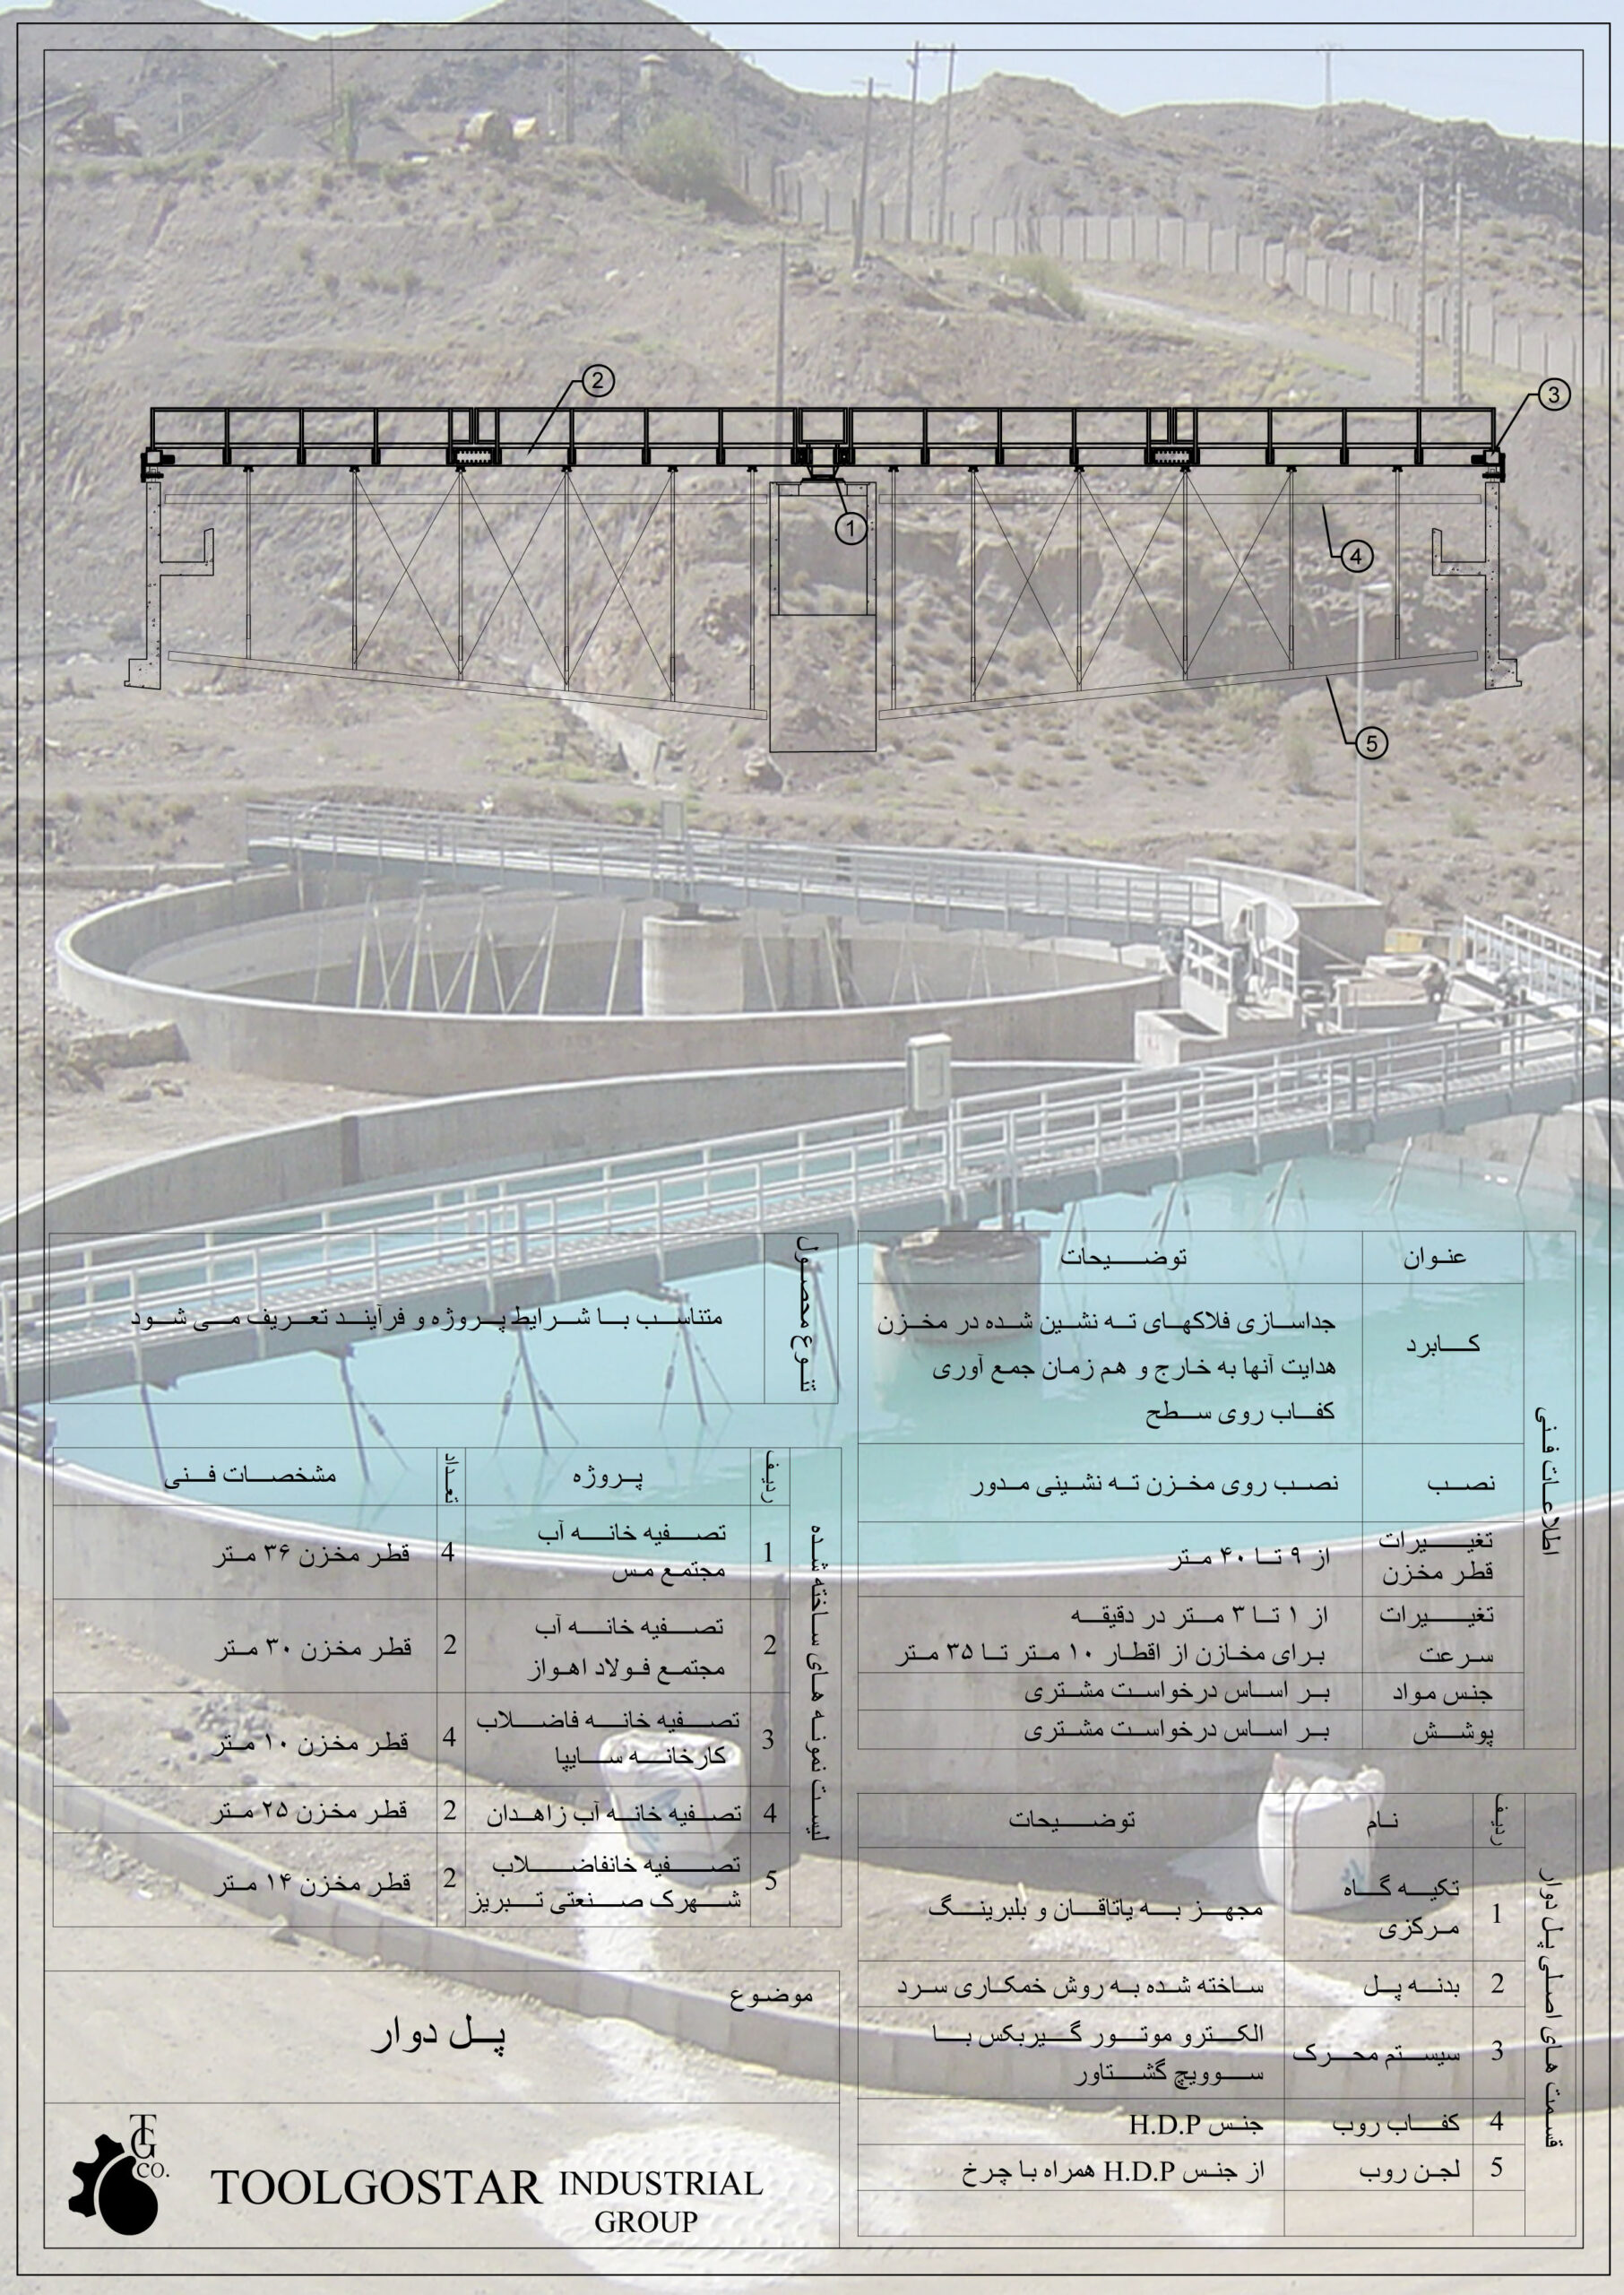 2
3
1
4
5
عنوان
توضیحات
کابرد
جداسازی فلاکهای ته نشین شده در مخزن
هدایت آنها به خارج و هم زمان جمع آوری
کفاب روی سطح
نصب
نصب روی مخزن ته نشینی مدور
تغییرات
قطر مخزن
از ۹ تا ۴۰ متر
تغییرات
سرعت
از ۱ تا ۳ متر در دقیقه
برای مخازن از اقطار ۱۰ متر تا ۳۵ متر
جنس مواد
بر اساس درخواست مشتری
پوشش
بر اساس درخواست مشتری
اطلاعات فنی
ردیف
نام
توضیحات
1
تکیه گاه
مرکزی
مجهز به یاتاقان و بلبرینگ
2
بدنه پل
ساخته شده به روش خمکاری سرد
3
سیستم محرک
الکترو موتور گیربکس با
سوویچ گشتاور
4
کفاب روب
جنس H.D.P
5
لجن روب
از جنس H.D.P همراه با چرخ
قسمت های اصلی پل دوار
تنوع محصول
متناسب با شرایط پروژه و فرآیند تعریف می شود
ردیف
پروژه
تعداد
مشخصات فنی
1
تصفیه خانه آب
مجتمع مس
4
قطر مخزن ۳۶ متر
2
تصفیه خانه آب
مجتمع فولاد اهواز
2
قطر مخزن ۳۰ متر
3
تصفیه خانه فاضلاب
کارخانه سایپا
4
قطر مخزن ۱۰ متر
4
تصفیه خانه آب زاهدان
2
قطر مخزن ۲۵ متر
5
تصفیه خانفاضلاب
شهرک صنعتی تبریز
2
قطر مخزن ۱۴ متر
لیست نمونه های ساخته شده
موضوع
پل دوار
TG
CO.
TOOLGOSTAR INDUSTRIAL
GROUP